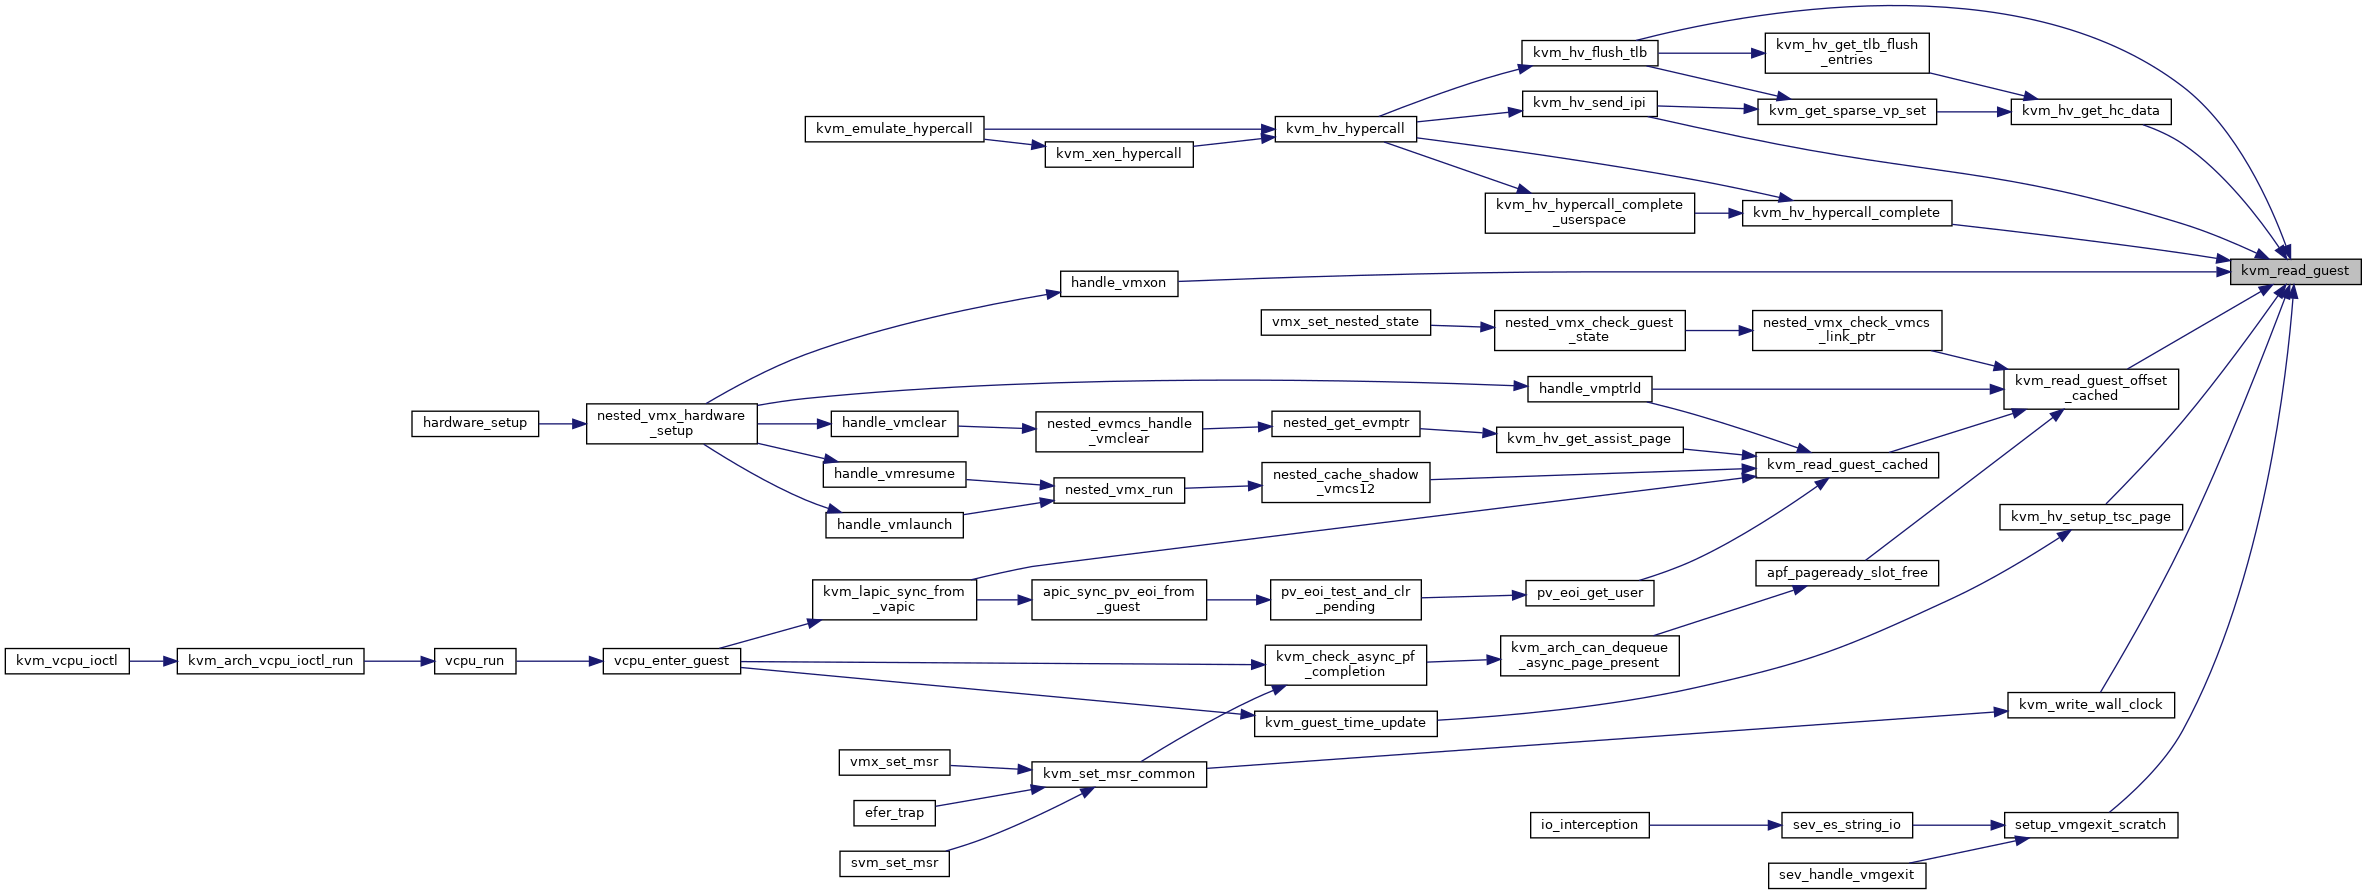 kvm_read_guest
kvm_hv_flush_tlb
kvm_hv_get_tlb_flush
_entries
kvm_hv_send_ipi
kvm_get_sparse_vp_set
kvm_hv_get_hc_data
kvm_emulate_hypercall
kvm_xen_hypercall
kvm_hv_hypercall
kvm_hv_hypercall_complete
_userspace
kvm_hv_hypercall_complete
handle_vmxon
vmx_set_nested_state
nested_vmx_check_guest
_state
nested_vmx_check_vmcs
_link_ptr
handle_vmptrld
kvm_read_guest_offset
_cached
hardware_setup
nested_vmx_hardware
_setup
handle_vmclear
nested_evmcs_handle
_vmclear
nested_get_evmptr
kvm_hv_get_assist_page
kvm_read_guest_cached
handle_vmresume
nested_vmx_run
nested_cache_shadow
_vmcs12
handle_vmlaunch
kvm_hv_setup_tsc_page
apf_pageready_slot_free
kvm_lapic_sync_from
_vapic
apic_sync_pv_eoi_from
_guest
pv_eoi_test_and_clr
_pending
pv_eoi_get_user
kvm_vcpu_ioctl
kvm_arch_vcpu_ioctl_run
vcpu_run
vcpu_enter_guest
kvm_check_async_pf
_completion
kvm_arch_can_dequeue
_async_page_present
kvm_guest_time_update
kvm_write_wall_clock
vmx_set_msr
kvm_set_msr_common
efer_trap
svm_set_msr
io_interception
sev_es_string_io
setup_vmgexit_scratch
sev_handle_vmgexit